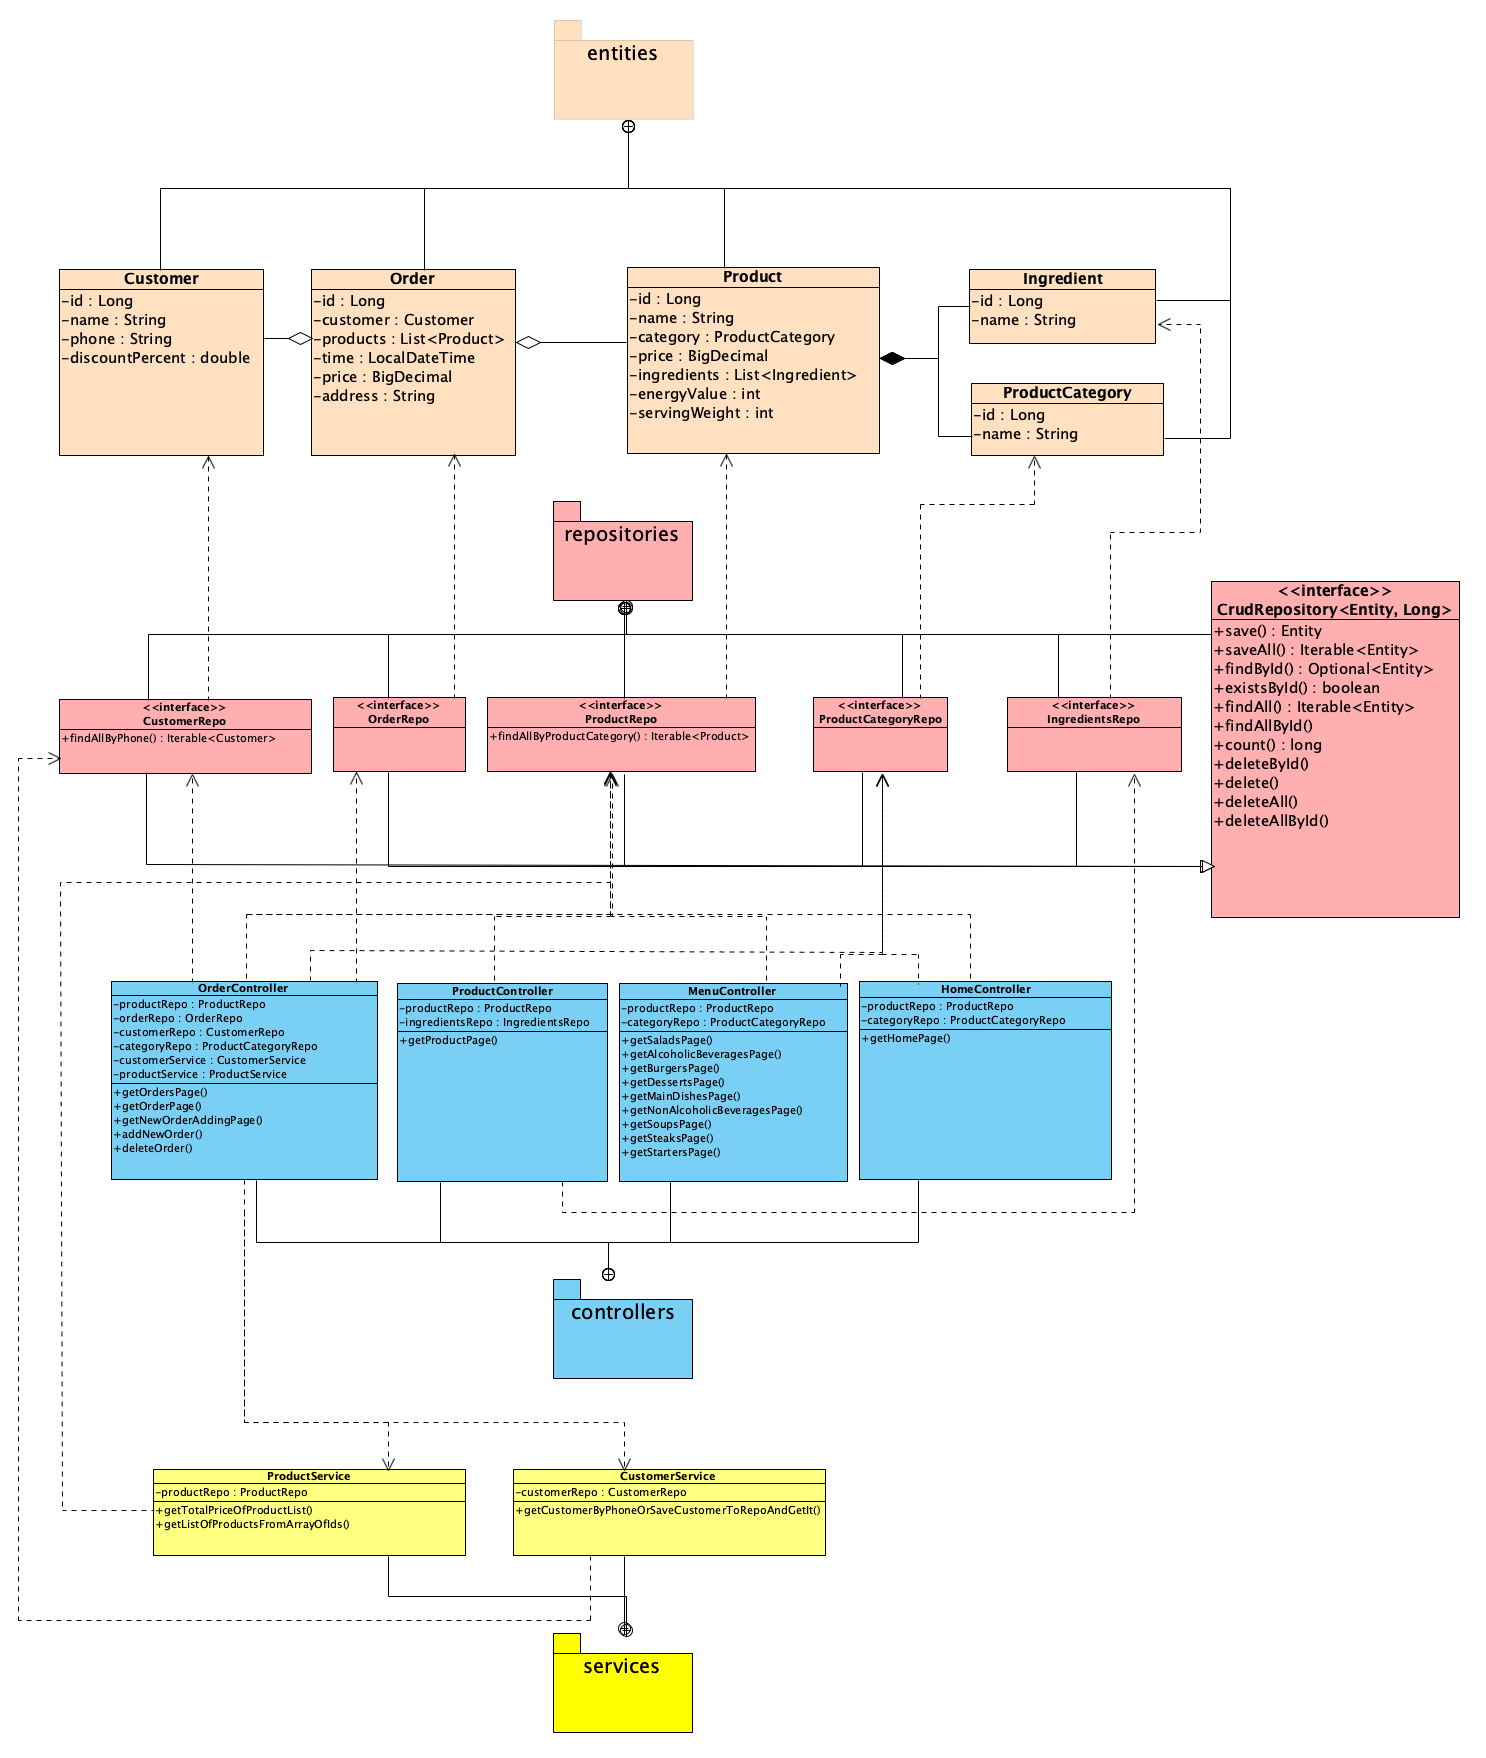 entities
Customer
-id : Long
-name : String
-phone : String
-discountPercent : double
Order
-id : Long
-customer : Customer
-products : List<Product>
-time : LocalDateTime
-price : BigDecimal
-address : String
Product
-id : Long
-name : String
-category : ProductCategory
-price : BigDecimal
-ingredients : List<Ingredient>
-energyValue : int
-servingWeight : int
Ingredient
-id : Long
-name : String
ProductCategory
-id : Long
-name : String
repositories
<<interface>>
CrudRepository<Entity, Long>
+save() : Entity
+saveAll() : Iterable<Entity>
+findById() : Optional<Entity>
+existsById() : boolean
+findAll() : Iterable<Entity>
+findAllById()
+count() : long
+deleteById()
+delete()
+deleteAll()
+deleteAllById()
<<interface>>
CustomerRepo
+findAllByPhone() : Iterable<Customer>
<<interface>>
OrderRepo
<<interface>>
ProductRepo
+findAllByProductCategory() : Iterable<Product>
<<interface>>
ProductCategoryRepo
<<interface>>
IngredientsRepo
OrderController
-productRepo : ProductRepo
-orderRepo : OrderRepo
-customerRepo : CustomerRepo
-categoryRepo : ProductCategoryRepo
-customerService : CustomerService
-productService : ProductService
+getOrdersPage()
+getOrderPage()
+getNewOrderAddingPage()
+addNewOrder()
+deleteOrder()
ProductController
-productRepo : ProductRepo
-ingredientsRepo : IngredientsRepo
+getProductPage()
MenuController
-productRepo : ProductRepo
-categoryRepo : ProductCategoryRepo
+getSaladsPage()
+getAlcoholicBeveragesPage()
+getBurgersPage()
+getDessertsPage()
+getMainDishesPage()
+getNonAlcoholicBeveragesPage()
+getSoupsPage()
+getSteaksPage()
+getStartersPage()
HomeController
-productRepo : ProductRepo
-categoryRepo : ProductCategoryRepo
+getHomePage()
controllers
ProductService
-productRepo : ProductRepo
+getTotalPriceOfProductList()
+getListOfProductsFromArrayOfIds()
CustomerService
-customerRepo : CustomerRepo
+getCustomerByPhoneOrSaveCustomerToRepoAndGetIt()
services